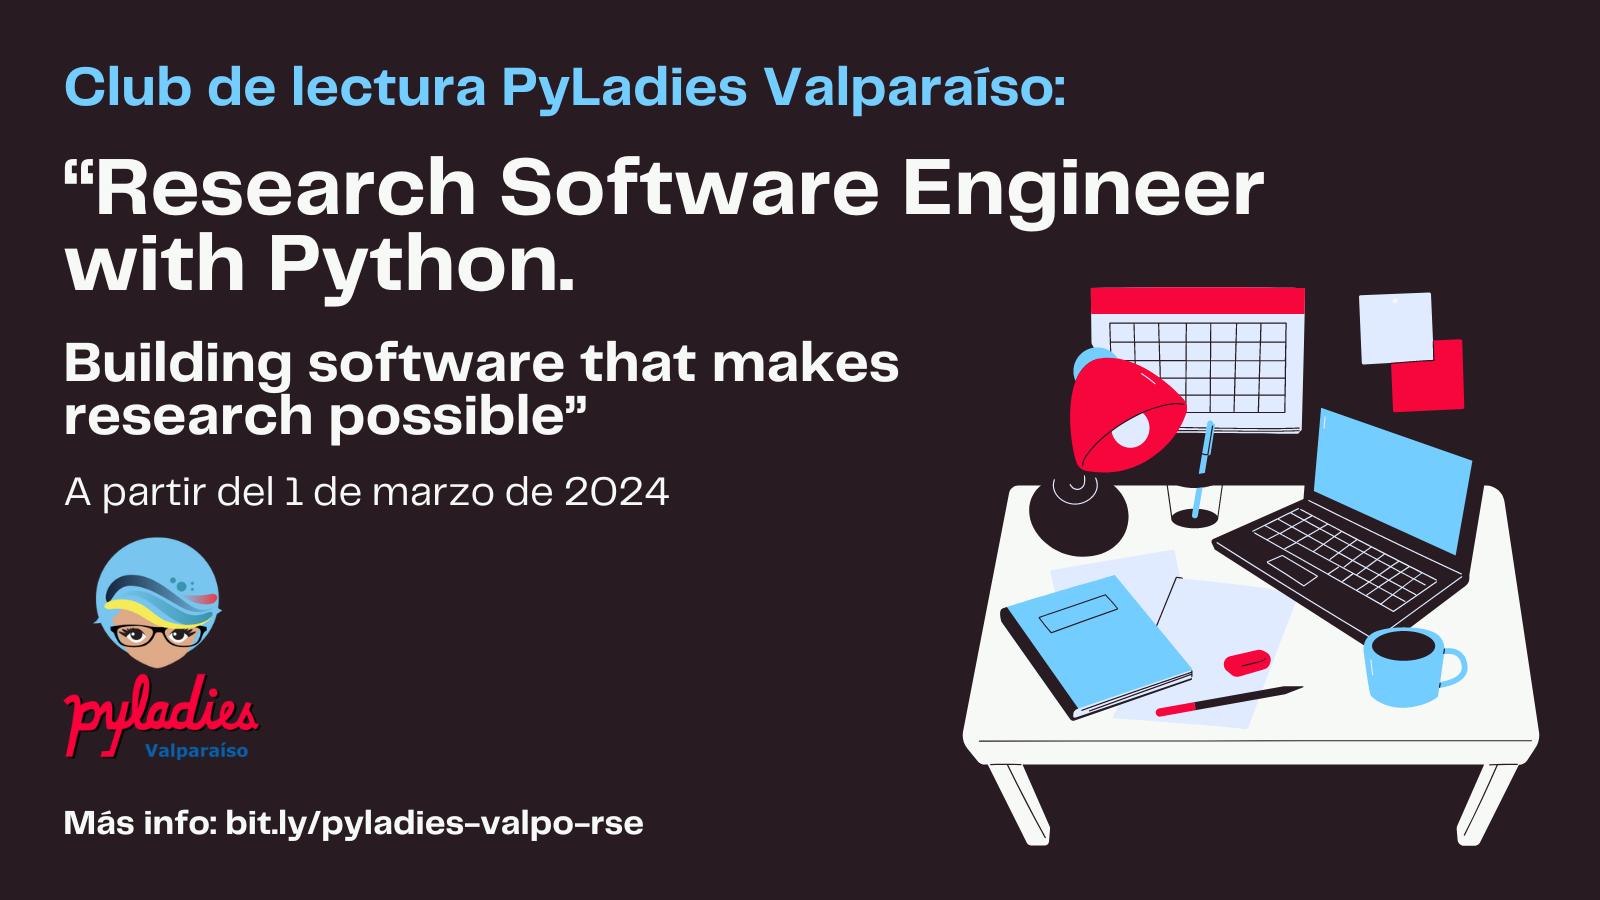 Club de lectura PyLadies Valparaíso:
“Research Software Engineer
with Python.
Building software that makes
research possible”
A partir del 1 de marzo de 2024
pyladies
Valparaíso
Más info: bit.ly/pyladies-valpo-rse